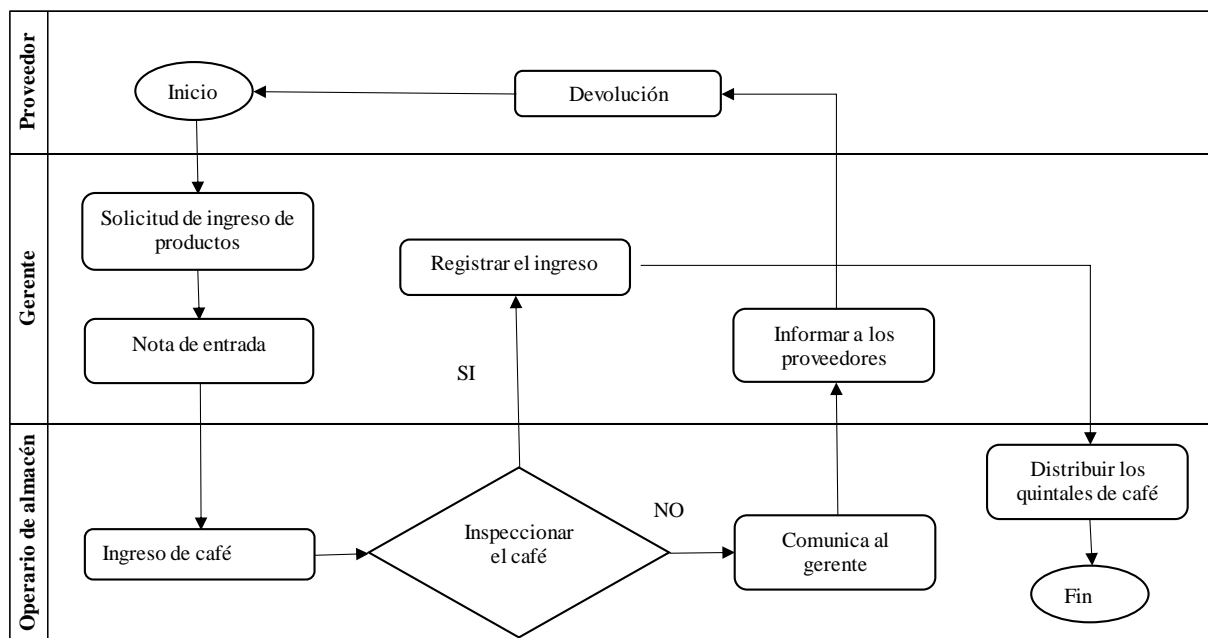 Proveedor
Inicio
Devolución
Gerente
Solicitud de ingreso de
productos
Registrar el ingreso
Nota de entrada
Informar a los
proveedores
SI
Operario de almacén
Ingreso de café
Inspeccionar
el café
NO
Comunica al
gerente
Distribuir los
quintales de café
Fin